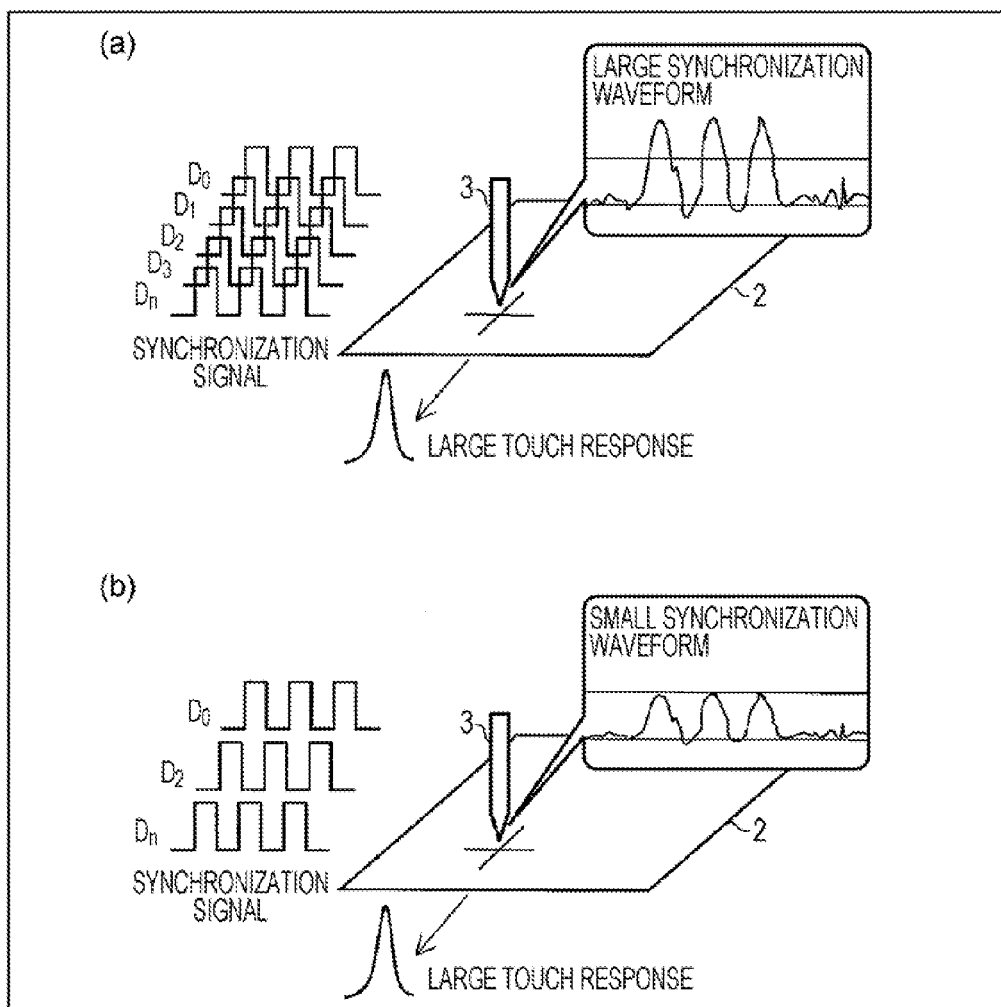 (a)
LARGE SYNCHRONIZATION
WAVEFORM
D0
D1
D2
D3
Dn
3
2
SYNCHRONIZATION
SIGNAL
LARGE TOUCH RESPONSE
(b)
SMALL SYNCHRONIZATION
WAVEFORM
D0
D2
Dn
3
2
SYNCHRONIZATION
SIGNAL
LARGE TOUCH RESPONSE